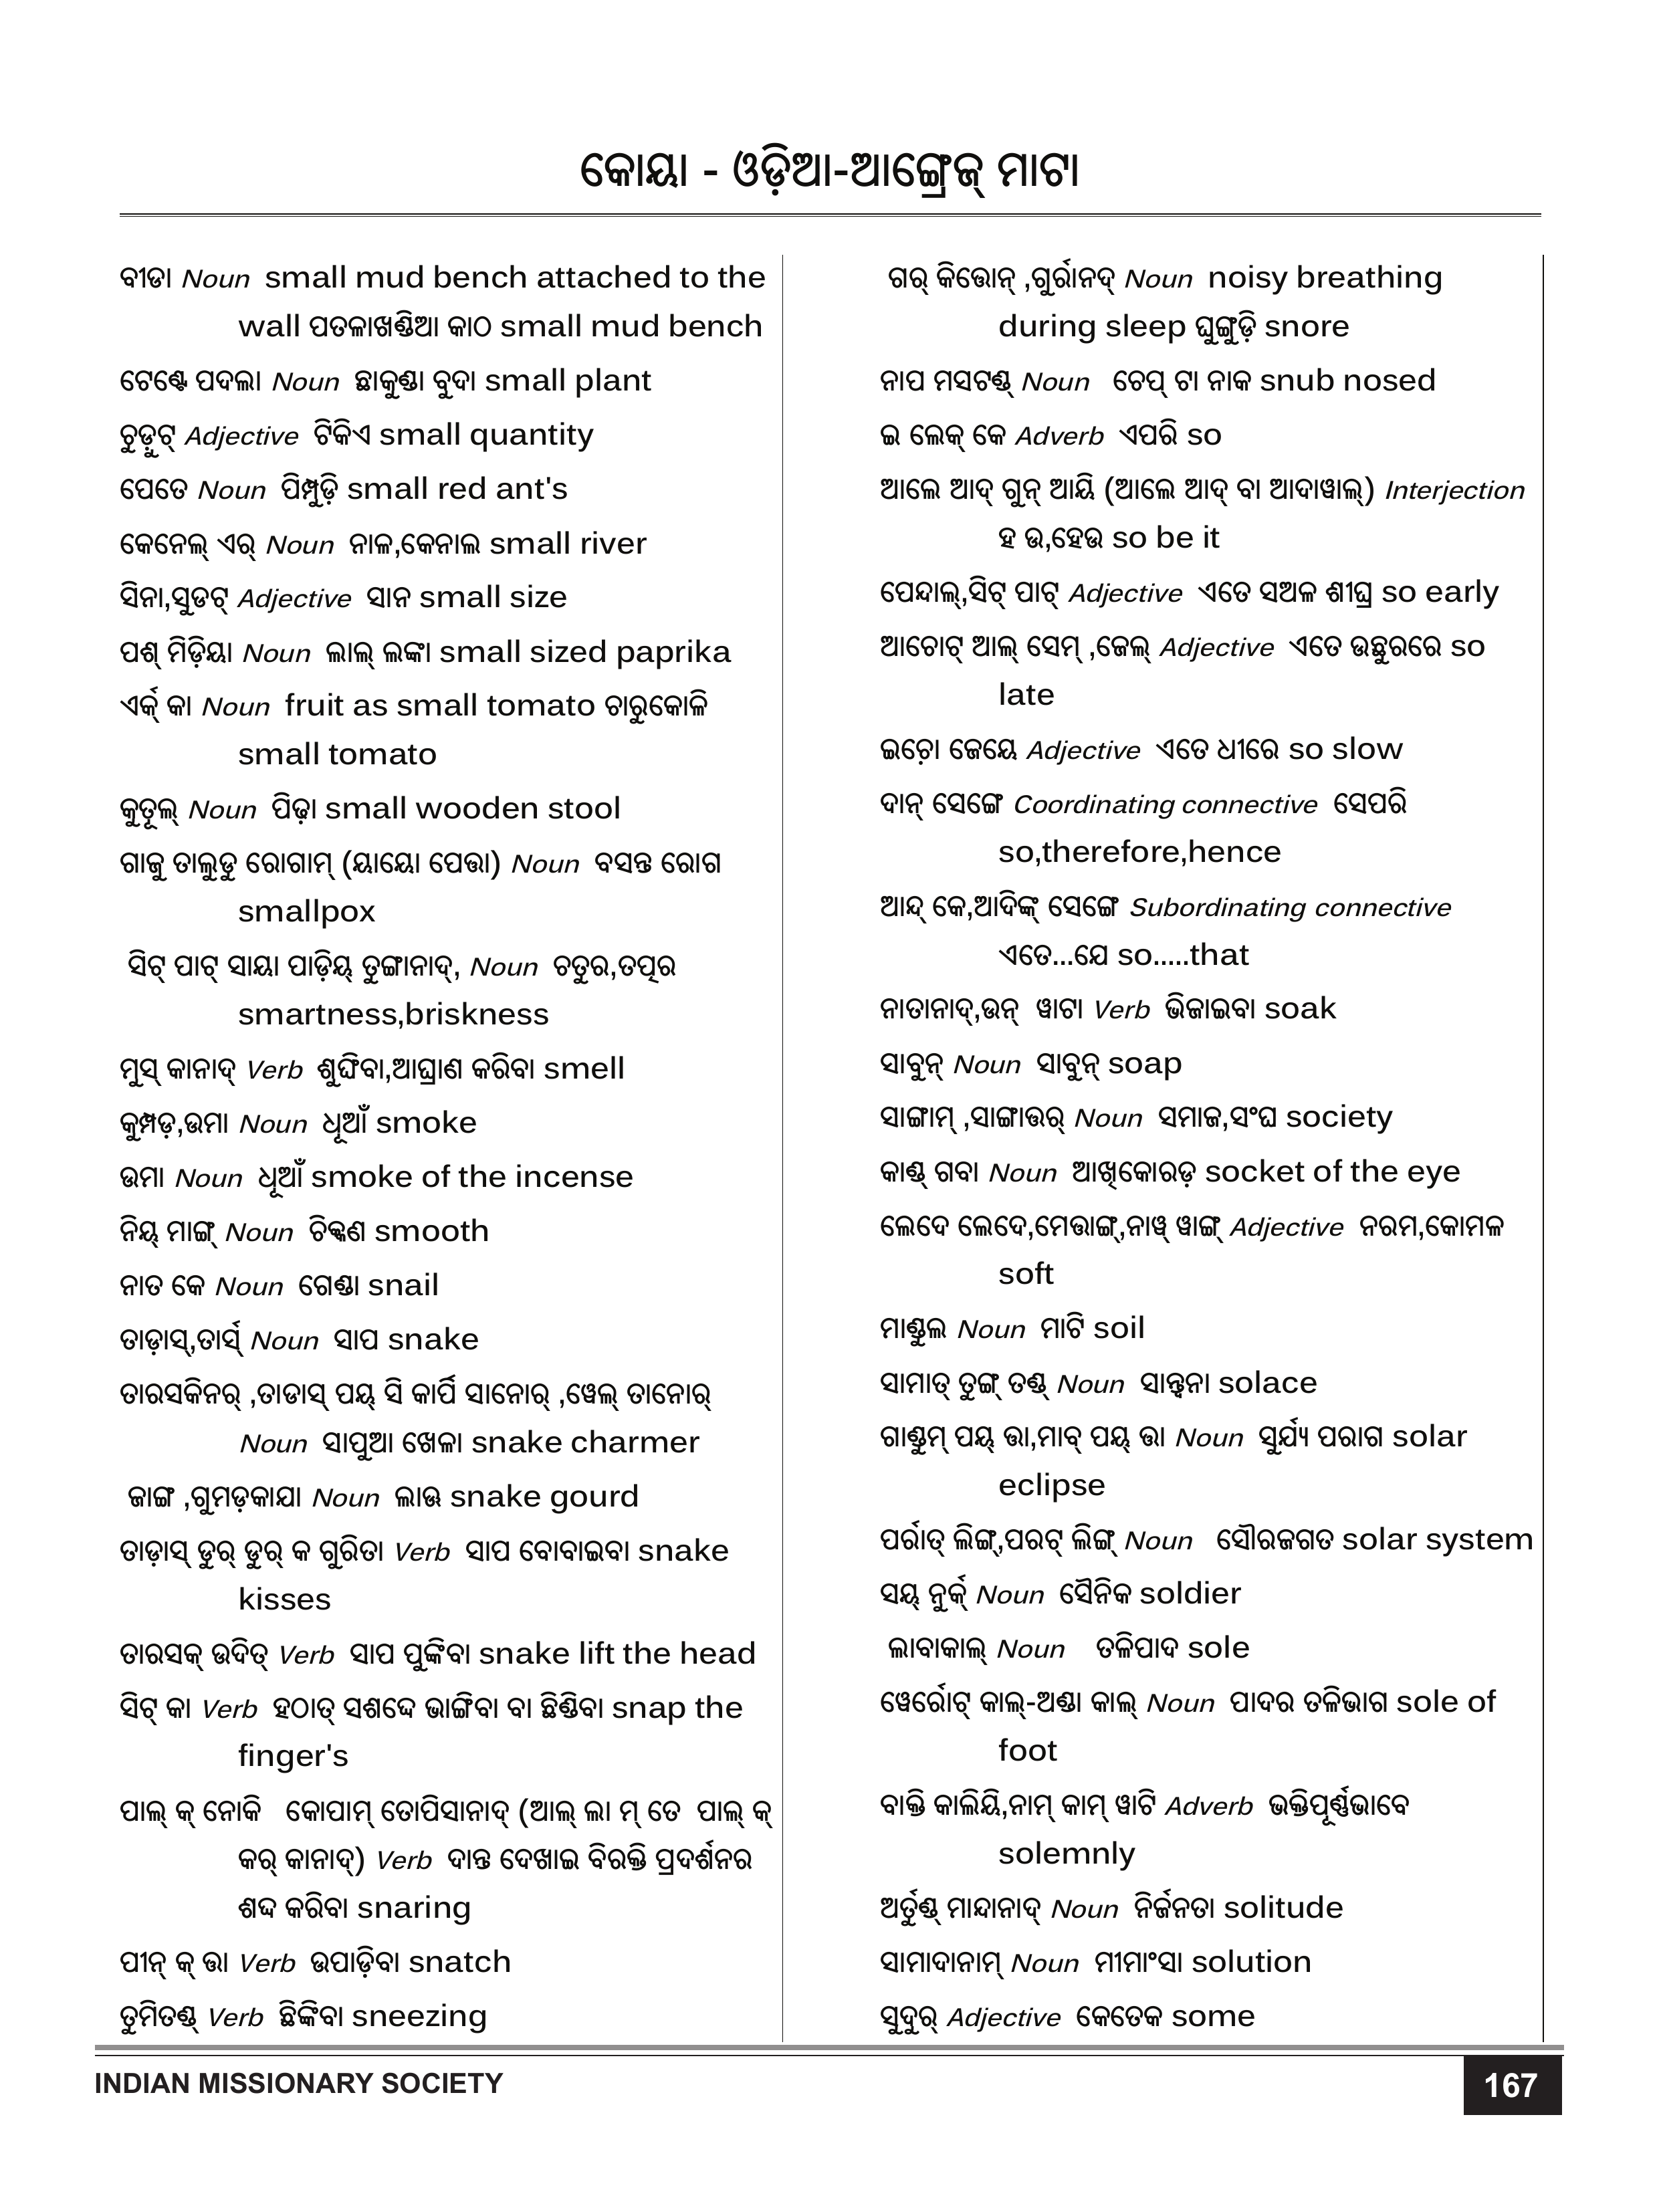 କୋୟା - ଓଡ଼ିଆ-ଆଙ୍ଗ୍ରେଜ୍ ମାଟା
ବୀଡା Noun small mud bench attached to the
wall ପତଳାଖଣ୍ଡିଆ କାଠ small mud bench
ଟେଣ୍ଟେ ପଦଲା Noun ଛାକୁଣ୍ଡା ବୁଦା small plant
ଚୁଡ଼ୁଟ୍ Adjective ଟିକିଏ small quantity
ପେତେ Noun ପିମ୍ପୁଡ଼ି small red ant's
କେନେଲ୍ ଏର୍ Noun ନାଳ,କେନାଲ small river
ସିନା,ସୁଡଟ୍ Adjective ସାନ small size
ପଶ୍ ମିଡ଼ିୟା Noun ଲାଲ୍ ଲଙ୍କା small sized paprika
ଏର୍କ୍ କା Noun fruit as small tomato ଚାରୁକୋଳି
small tomato
କୁତୂଲ୍ Noun ପିଢ଼ା small wooden stool
ଗାଜୁ ତାଲୁଡୁ ରୋଗାମ୍ (ୟାୟୋ ପେତ୍ତା) Noun ବସନ୍ତ ରୋଗ
smallpox
ସିଟ୍ ପାଟ୍ ସାୟା ପାଡ଼ିୟ୍ ତୁଙ୍ଗାନାଦ୍, Noun ଚତୁର,ତତ୍ପର
smartness,briskness
ମୁସ୍ କାନାଦ୍ Verb ଶୁଙ୍ଘିବା,ଆଘ୍ରାଣ କରିବା smell
କୁମ୍ପଡ଼,ଉମା Noun ଧୂଆଁ smoke
ଉମା Noun ଧୂଆଁ smoke of the incense
ନିୟ୍ ମାଙ୍ଗ୍ Noun ଚିକ୍କଣ smooth
ନାତ କେ Noun ଗେଣ୍ଡା snail
ତାଡ଼ାସ୍,ତାର୍ସ୍ Noun ସାପ snake
ତାରସକିନର୍ ,ତାଡାସ୍ ପୟ୍ ସି କାର୍ପି ସାନୋର୍ ,ୱେଲ୍ ତାନୋର୍
Noun ସାପୁଆ ଖେଳା snake charmer
ଜାଙ୍ଗ ,ଗୁମଡ଼କାଯା Noun ଲାଉ snake gourd
ତାଡ଼ାସ୍ ଡୁର୍ ଡୁର୍ କ ଗୁରିତା Verb ସାପ ବୋବାଇବା snake
kisses
ତାରସକ୍ ଉଦିତ୍ Verb ସାପ ପୁଙ୍କିବା snake lift the head
ସିଟ୍ କା Verb ହଠାତ୍ ସଶବ୍ଦେ ଭାଙ୍ଗିବା ବା ଛିଣ୍ଡିବା snap the
finger's
ପାଲ୍ କ୍ ନୋକି କୋପାମ୍ ତୋପିସାନାଦ୍ (ଆଲ୍ ଲା ମ୍ ତେ ପାଲ୍ କ୍
କର୍ କାନାଦ୍) Verb ଦାନ୍ତ ଦେଖାଇ ବିରକ୍ତି ପ୍ରଦର୍ଶନର
ଶବ୍ଦ କରିବା snaring
ପୀନ୍ କ୍ ତ୍ତା Verb ଉପାଡ଼ିବା snatch
ତୁମିତଣ୍ଡ୍ Verb ଛିଙ୍କିବା sneezing
ଗର୍ କିତ୍ତୋନ୍ ,ଗୁର୍ରାନଦ୍ Noun noisy breathing
during sleep ଘୁଙ୍ଗୁଡ଼ି snore
ନାପ ମସଟଣ୍ଡ୍ Noun ଚେପ୍ ଟା ନାକ snub nosed
ଇ ଲେକ୍ କେ Adverb ଏପରି so
ଆଲେ ଆଦ୍ ଗୁନ୍ ଆୟି (ଆଲେ ଆଦ୍ ବା ଆଦାୱାଲ୍) Interjection
ହ ଉ,ହେଉ so be it
ପେନ୍ଦାଲ୍,ସିଟ୍ ପାଟ୍ Adjective ଏତେ ସଅଳ ଶୀଘ୍ର so early
ଆଚୋଟ୍ ଆଲ୍ ସେମ୍ ,ଜେଲ୍ Adjective ଏତେ ଉଛୁରରେ so
late
ଇଚ଼ୋ ଜେୟେ Adjective ଏତେ ଧୀରେ so slow
ଦାନ୍ ସେଙ୍ଗେ Coordinating connective ସେପରି
so,therefore,hence
ଆନ୍ଦ୍ କେ,ଆଦିଙ୍କ୍ ସେଙ୍ଗେ Subordinating connective
ଏତେ...ଯେ so.....that
ନାତାନାଦ୍,ଉନ୍ ୱାଟା Verb ଭିଜାଇବା soak
ସାବୁନ୍ Noun ସାବୁନ୍ soap
ସାଙ୍ଗାମ୍ ,ସାଙ୍ଗାତ୍ତର୍ Noun ସମାଜ,ସଂଘ society
କାଣ୍ଡ୍ ଗବା Noun ଆଖିକୋରଡ଼ socket of the eye
ଲେଦେ ଲେଦେ,ମେତ୍ତାଙ୍ଗ୍,ନାୱ୍ ୱାଙ୍ଗ୍ Adjective ନରମ,କୋମଳ
soft
ମାଣ୍ଡୁଲ Noun ମାଟି soil
ସାମାତ୍ ତୁଙ୍ଗ୍ ତଣ୍ଡ୍ Noun ସାନ୍ତ୍ୱନା solace
ଗାଣ୍ଡୁମ୍ ପୟ୍ ତ୍ତା,ମାବ୍ ପୟ୍ ତ୍ତା Noun ସୁର୍ଯ୍ୟ ପରାଗ solar
eclipse
ପର୍ରାତ୍ ଲିଙ୍ଗ୍,ପରଟ୍ ଲିଙ୍ଗ୍ Noun ସୌରଜଗତ solar system
ସୟ୍ ନୁର୍କ୍ Noun ସୈନିକ soldier
ଲାବାକାଲ୍ Noun ତଳିପାଦ sole
ୱେର୍ରୋଟ୍ କାଲ୍-ଅଣ୍ଡା କାଲ୍ Noun ପାଦର ତଳିଭାଗ sole of
foot
ବାକ୍ତି କାଲିୟି,ନାମ୍ କାମ୍ ୱାଟି Adverb ଭକ୍ତିପୂର୍ଣ୍ଣଭାବେ
solemnly
ଅର୍ତୁଣ୍ଡ୍ ମାନ୍ଦାନାଦ୍ Noun ନିର୍ଜନତା solitude
ସାମାଦାନାମ୍ Noun ମୀମାଂସା solution
ସୁଦୁର୍ Adjective କେତେକ some
INDIAN MISSIONARY SOCIETY
167